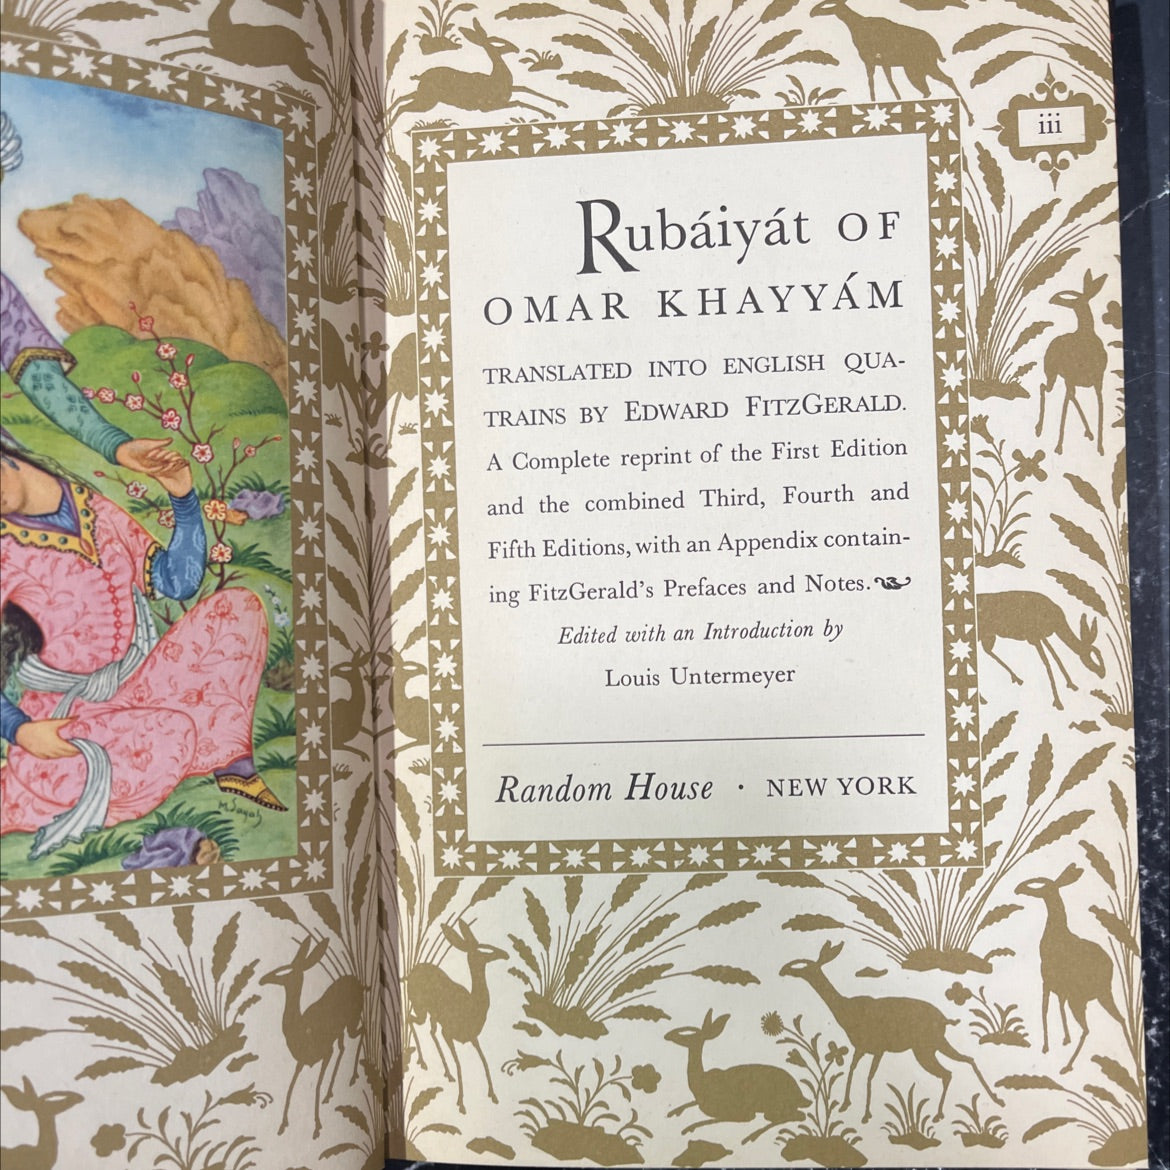 iii
Rubáiyát OF
OMAR KHAYYÁM
TRANSLATED INTO ENGLISH QUA-
TRAINS BY EDWARD FITZGERALD.
A Complete reprint of the First Edition
and the combined Third, Fourth and
Fifth Editions, with an Appendix contain-
ing FitzGerald's Prefaces and Notes.
Edited with an Introduction by
Louis Untermeyer
Random House · NEW YORK
M. Sayah